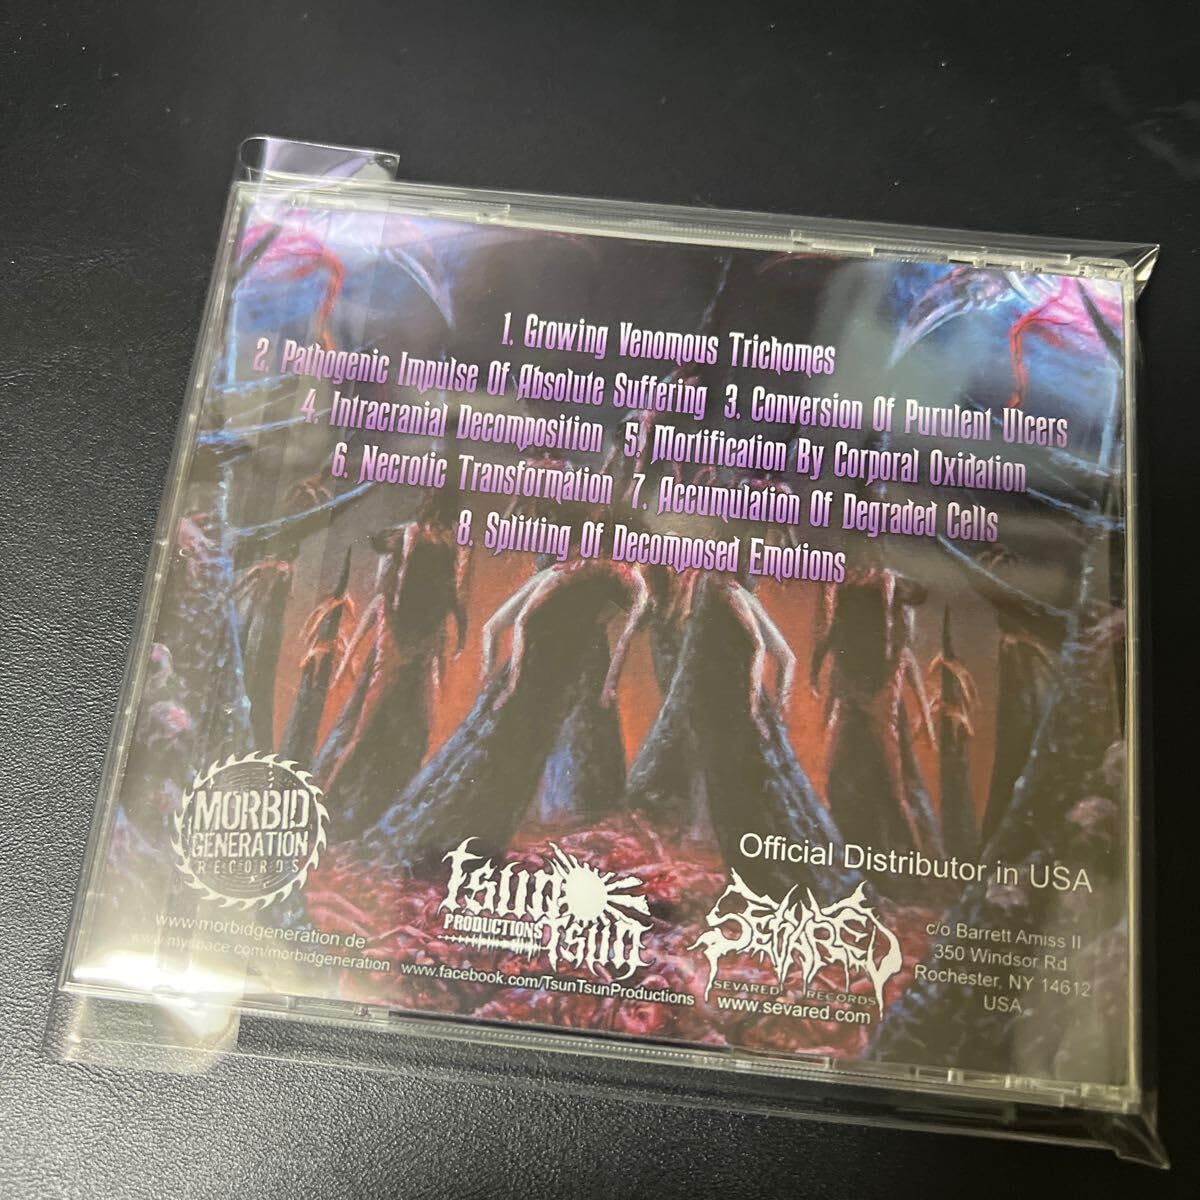 1. Growing Venomous Trichomes
2. Pathogenic Impulse Of Absolute Suffering 3. Conversion Of Purulent Ulcers
4. Intracranial Decomposition 5. Mortification By Corporal Oxidation
6. Necrotic Transformation 7. Accumulation Of Degraded Cells
8. Splitting Of Decomposed Emotions
MORBID
GENERATION
RECORDS
www.morbidgeneration.de
www.myspace.com/morbidgeneration
Tsun
PRODUCTIONS
Tsun
www.facebook.com/TsunTsunProductions
Official Distributor in USA
SEVARED
SEVARED RECORDS
www.sevared.com
c/o Barrett Amiss II
350 Windsor Rd
Rochester, NY 14612
USA